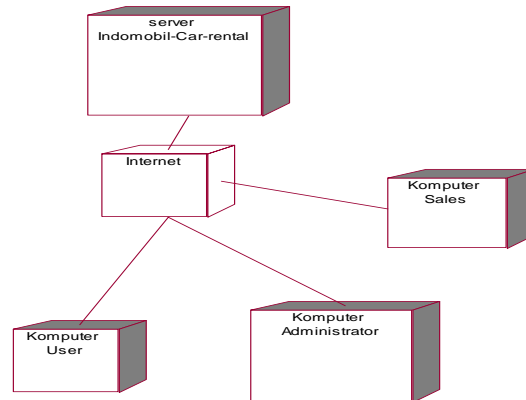 server
Indomobil-Car-rental
Internet
Komputer
Sales
Komputer
User
Komputer
Administrator